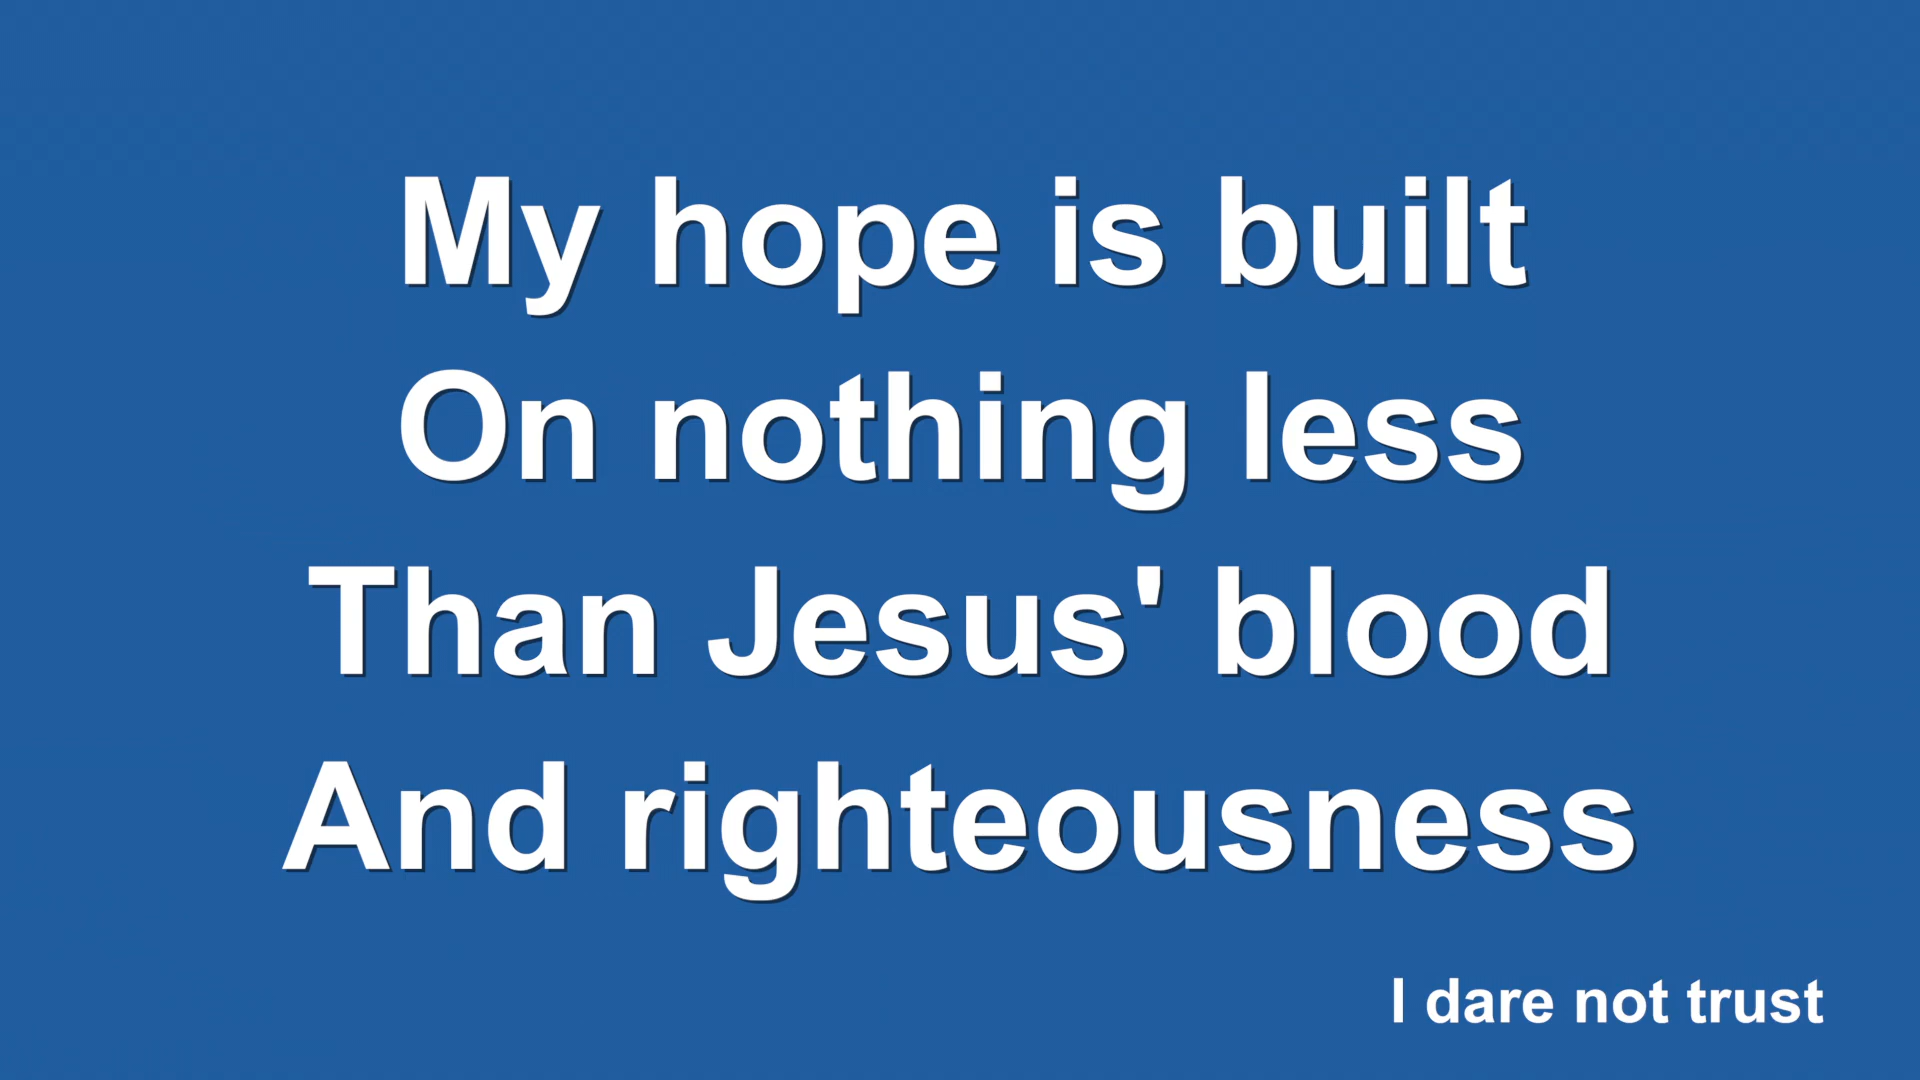 My hope is built
On nothing less
Than Jesus' blood
And righteousness
I dare not trust